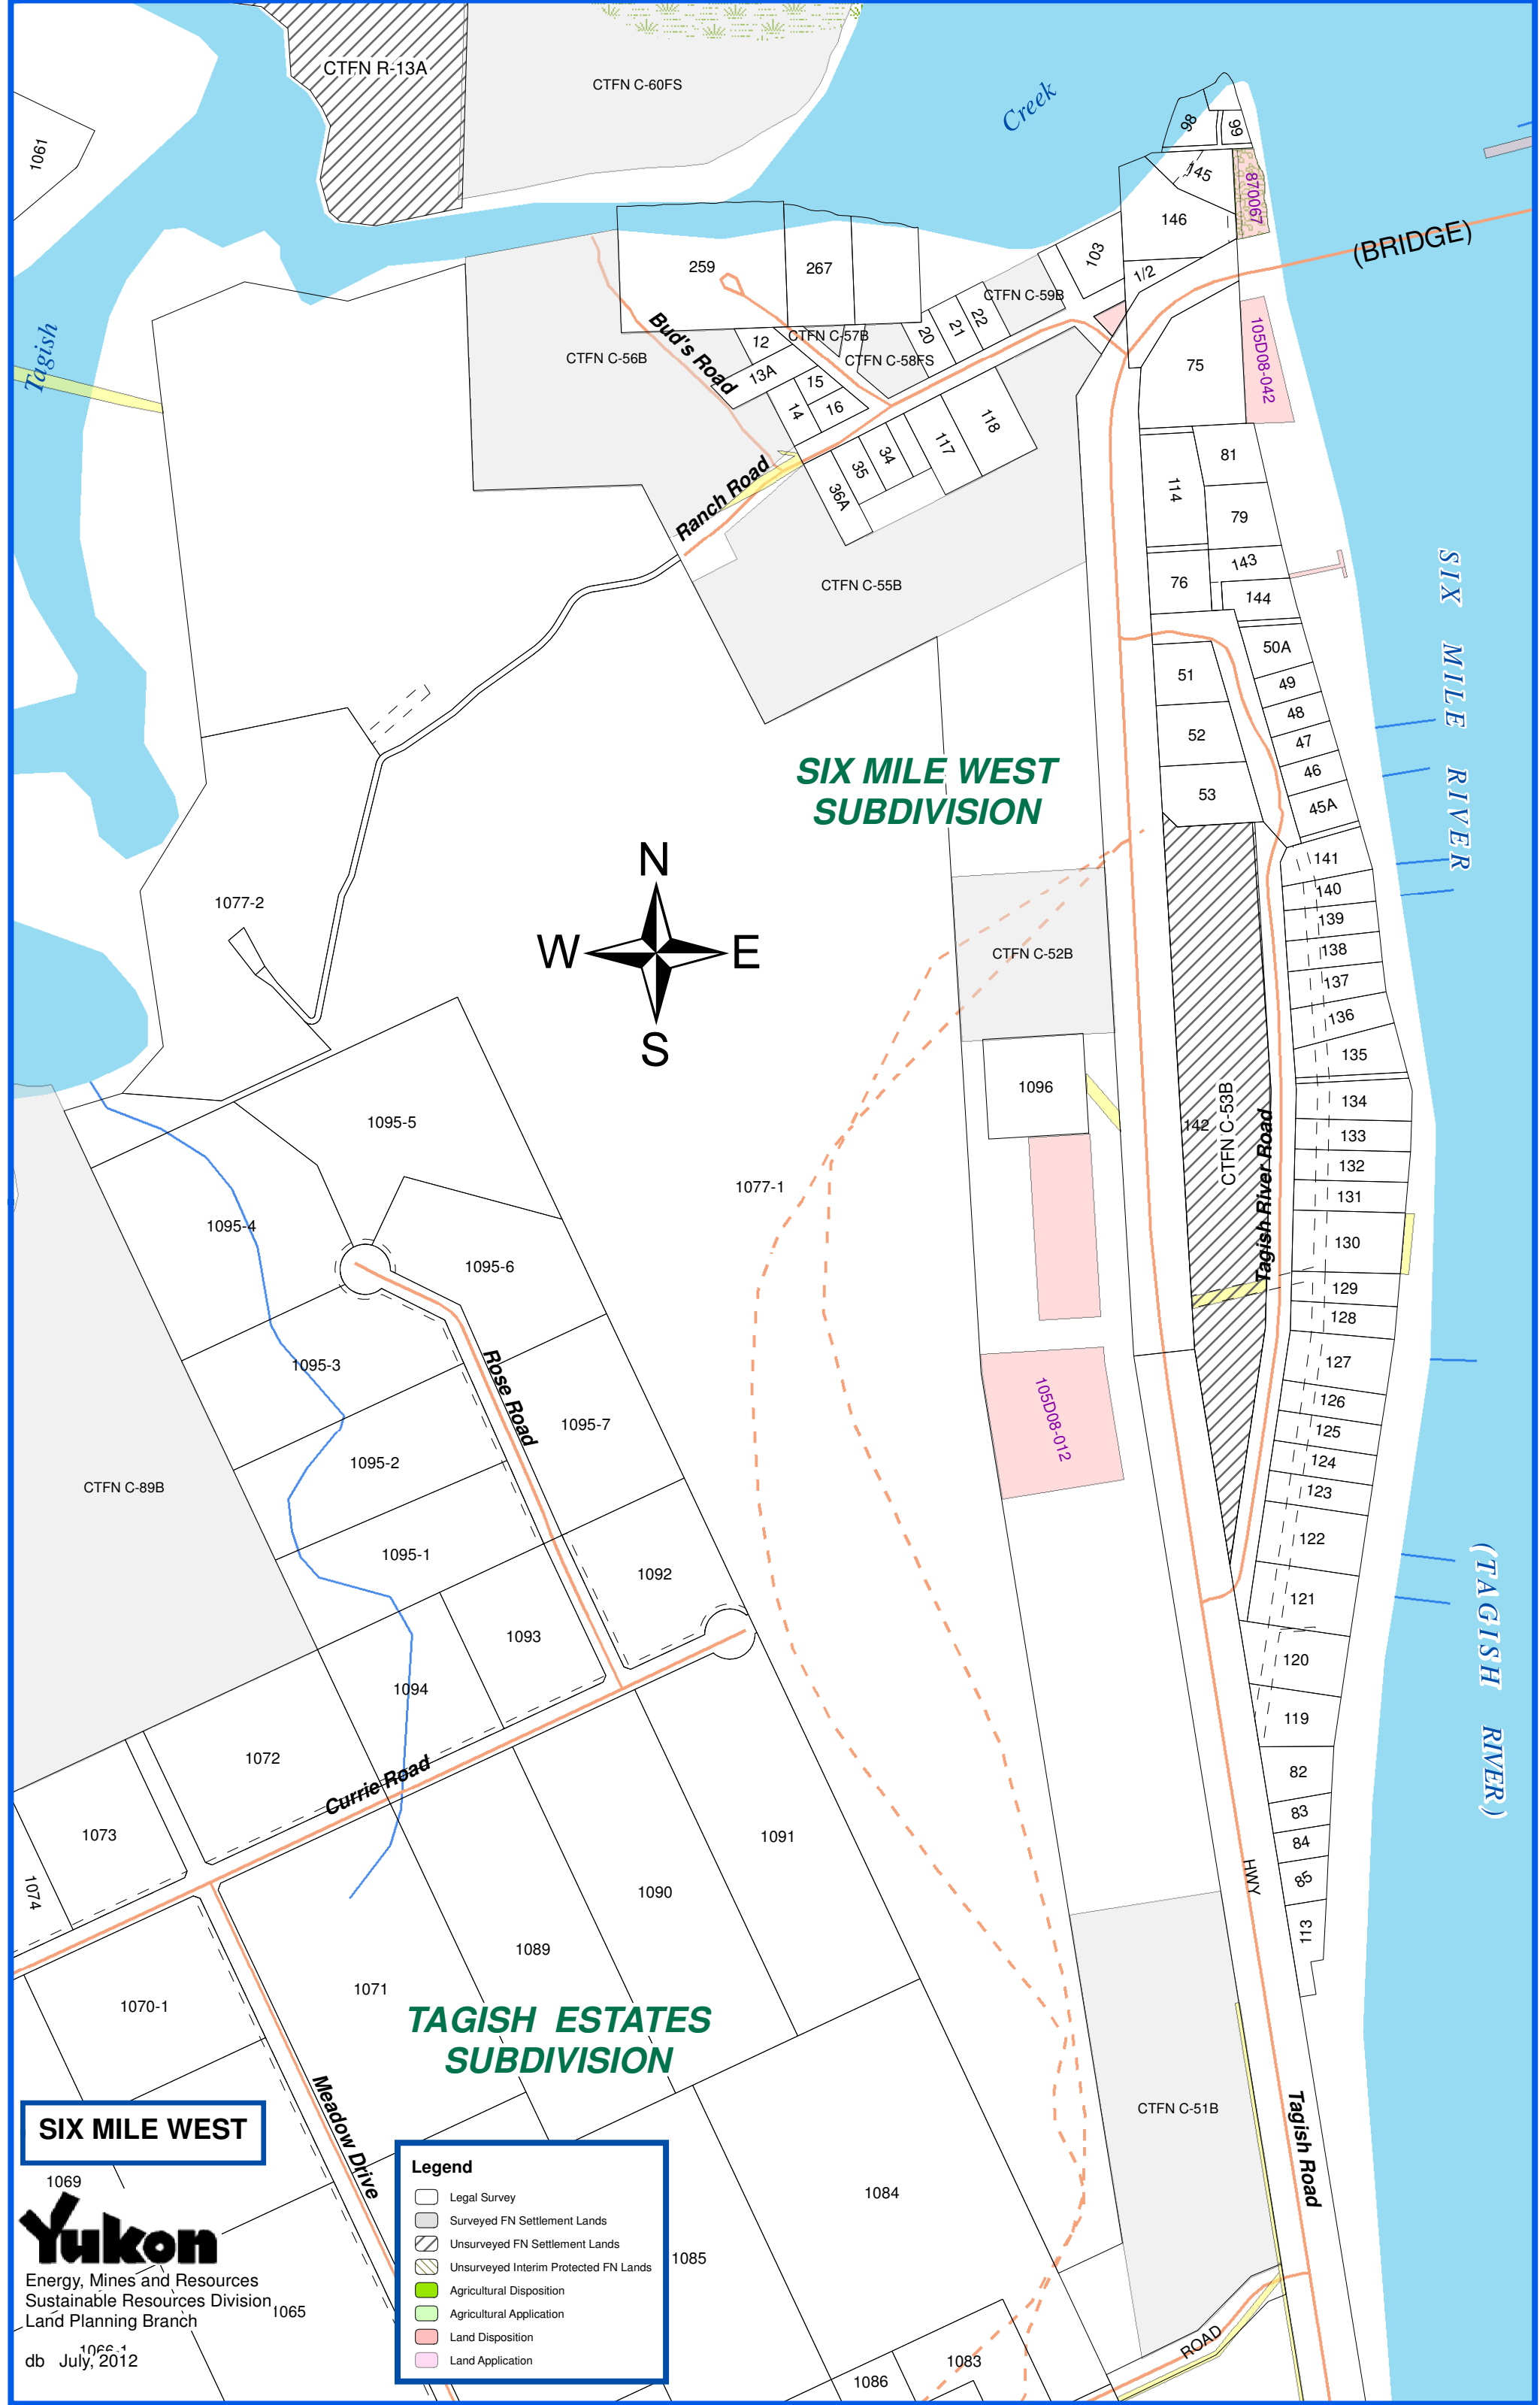 CTFN R-13A
CTFN C-60FS
Creek
1061
98
99
145
870067
146
(BRIDGE)
103
1/2
259
267
CTFN C-59B
Tagish
Bud's Road
CTFN C-57B
20
21
22
105D08-042
CTFN C-56B
12
CTFN C-58FS
75
13A
15
14
16
118
117
Ranch Road
35
34
36A
81
114
79
143
76
144
CTFN C-55B
SIX MILE RIVER
50A
51
49
48
52
47
46
53
45A
SIX MILE WEST
SUBDIVISION
141
140
1077-2
139
N
W
E
S
CTFN C-52B
138
137
136
135
1096
134
CTFN C-53B
142
Tagish River Road
133
132
131
130
129
128
127
126
125
124
123
122
121
120
119
1095-5
1077-1
1095-4
1095-6
1095-3
Rose Road
105D08-012
1095-7
1095-2
CTFN C-89B
1095-1
1092
(TAGISH RIVER)
1093
1094
1072
Currie Road
82
83
84
85
113
HWY
1073
1074
1091
1090
1089
1071
1070-1
TAGISH ESTATES
SUBDIVISION
Meadow Drive
CTFN C-51B
Tagish Road
SIX MILE WEST
1069
1084
1085
Yukon
Energy, Mines and Resources
Sustainable Resources Division
Land Planning Branch
1065
1066-1
db July, 2012
Legend
Legal Survey
Surveyed FN Settlement Lands
Unsurveyed FN Settlement Lands
Unsurveyed Interim Protected FN Lands
Agricultural Disposition
Agricultural Application
Land Disposition
Land Application
ROAD
1083
1086